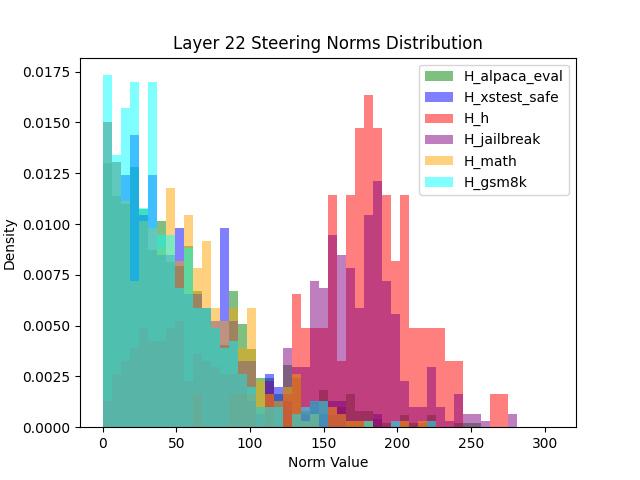 Layer 22 Steering Norms Distribution
0.0175
0.0150
0.0125
0.0100
0.0075
0.0050
0.0025
0.0000
Density
H_alpaca_eval
H_xstest_safe
H_h
H_jailbreak
H_math
H_gsm8k
0 50 100 150 200 250 300
Norm Value